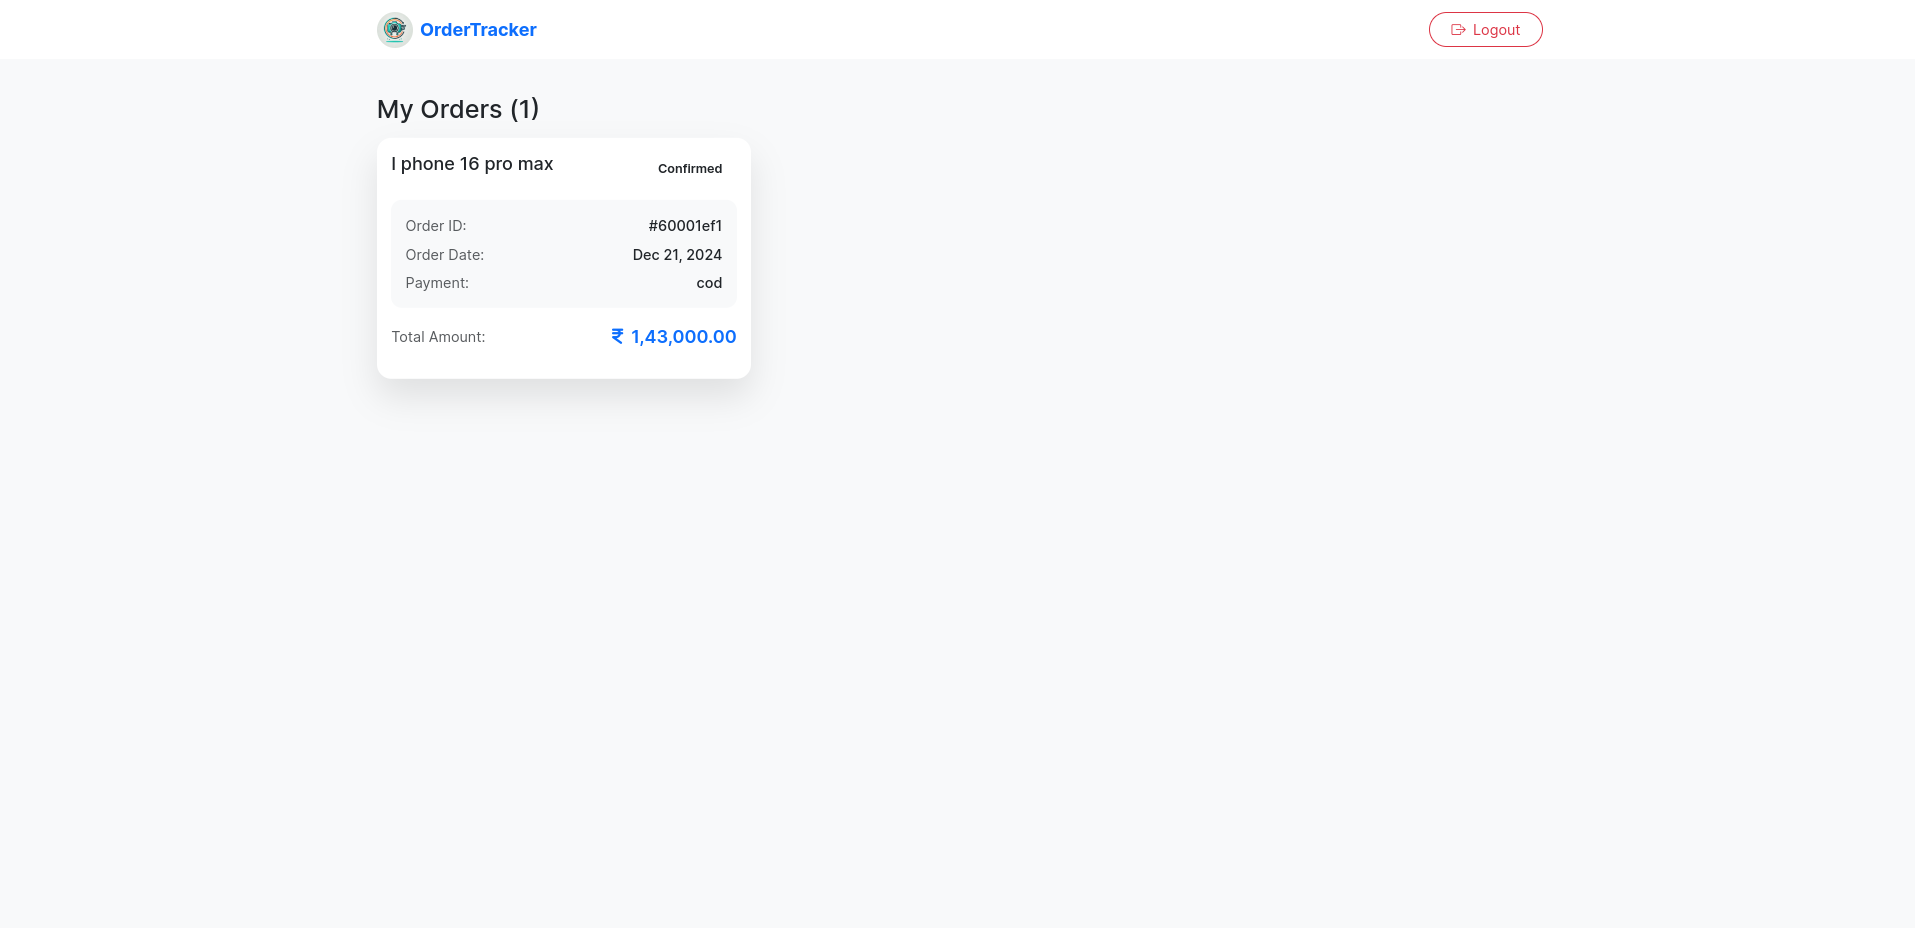 OrderTracker
Logout
My Orders (1)
I phone 16 pro max
Confirmed
Order ID: #60001ef1
Order Date: Dec 21, 2024
Payment: cod
Total Amount: ₹ 1,43,000.00